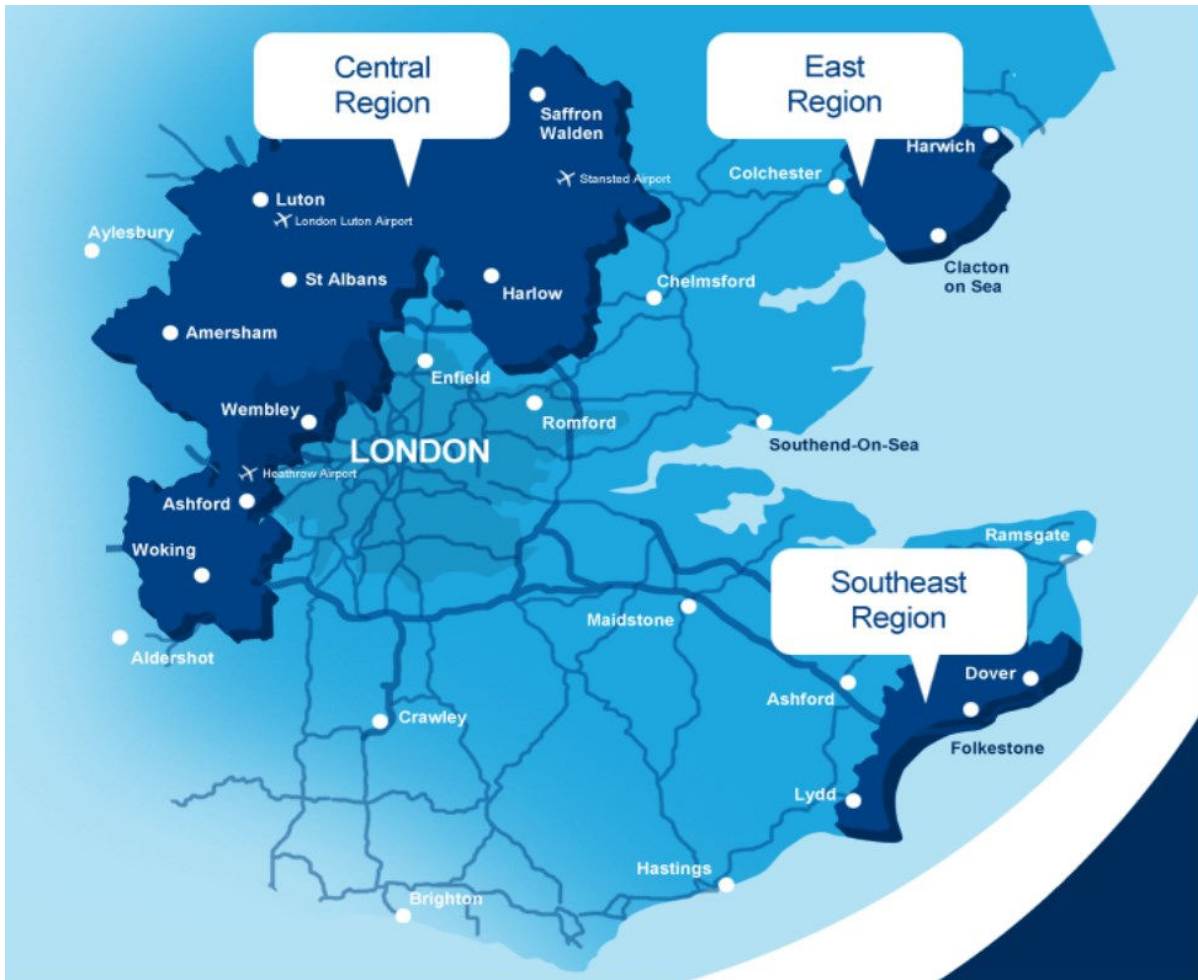 Central
Region
East
Region
Saffron
Walden
Harwich
Stansted Airport
Colchester
Luton
London Luton Airport
Aylesbury
Clacton
on Sea
St Albans
Harlow
Chelmsford
Amersham
Enfield
Wembley
Romford
Southend-On-Sea
LONDON
Heathrow Airport
Ashford
Ramsgate
Woking
Southeast
Region
Maidstone
Aldershot
Dover
Ashford
Crawley
Folkestone
Lydd
Hastings
Brighton